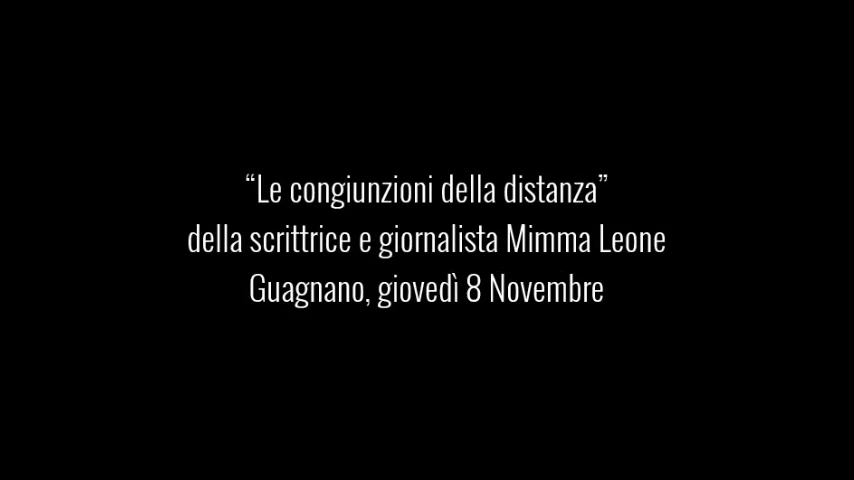 “Le congiunzioni della distanza”
della scrittrice e giornalista Mimma Leone
Guagnano, giovedì 8 Novembre